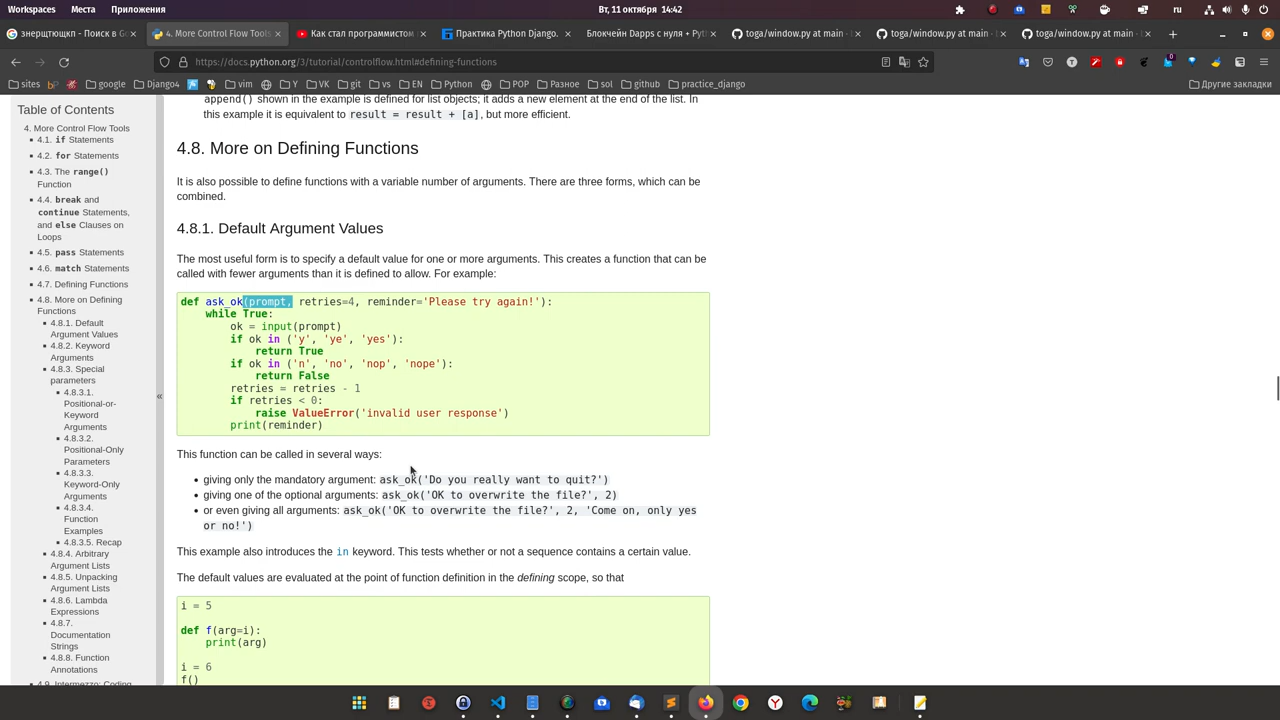 Workspaces Места Приложения
Вт, 11 октября 14:42
ru
знерщтщкп - Поиск в Go
4. More Control Flow Tools
Как стал программистом
Практика Python Django.
Блокчейн Dapps с нуля + Pyt
toga/window.py at main ·
toga/window.py at main ·
toga/window.py at main ·
https://docs.python.org/3/tutorial/controlflow.html#defining-functions
sites google Django4 vim Y VK git vs EN Python POP Разное sol github practice_django Другие закладки
Table of Contents
4. More Control Flow Tools
4.1. if Statements
4.2. for Statements
4.3. The range()
Function
4.4. break and
continue Statements,
and else Clauses on
Loops
4.5. pass Statements
4.6. match Statements
4.7. Defining Functions
4.8. More on Defining
Functions
4.8.1. Default
Argument Values
4.8.2. Keyword
Arguments
4.8.3. Special
parameters
4.8.3.1.
Positional-or-
Keyword
Arguments
4.8.3.2.
Positional-Only
Parameters
4.8.3.3.
Keyword-Only
Arguments
4.8.3.4.
Function
Examples
4.8.3.5. Recap
4.8.4. Arbitrary
Argument Lists
4.8.5. Unpacking
Argument Lists
4.8.6. Lambda
Expressions
4.8.7.
Documentation
Strings
4.8.8. Function
Annotations
4.9. Intermezzo: Coding
«
append() shown in the example is defined for list objects; it adds a new element at the end of the list. In
this example it is equivalent to result = result + [a], but more efficient.
4.8. More on Defining Functions
It is also possible to define functions with a variable number of arguments. There are three forms, which can be
combined.
4.8.1. Default Argument Values
The most useful form is to specify a default value for one or more arguments. This creates a function that can be
called with fewer arguments than it is defined to allow. For example:
def ask_ok(prompt, retries=4, reminder='Please try again!'):
    while True:
        ok = input(prompt)
        if ok in ('y', 'ye', 'yes'):
            return True
        if ok in ('n', 'no', 'nop', 'nope'):
            return False
        retries = retries - 1
        if retries < 0:
            raise ValueError('invalid user response')
        print(reminder)
This function can be called in several ways:
• giving only the mandatory argument: ask_ok('Do you really want to quit?')
• giving one of the optional arguments: ask_ok('OK to overwrite the file?', 2)
• or even giving all arguments: ask_ok('OK to overwrite the file?', 2, 'Come on, only yes
or no!')
This example also introduces the in keyword. This tests whether or not a sequence contains a certain value.
The default values are evaluated at the point of function definition in the defining scope, so that
i = 5
def f(arg=i):
    print(arg)
i = 6
f()